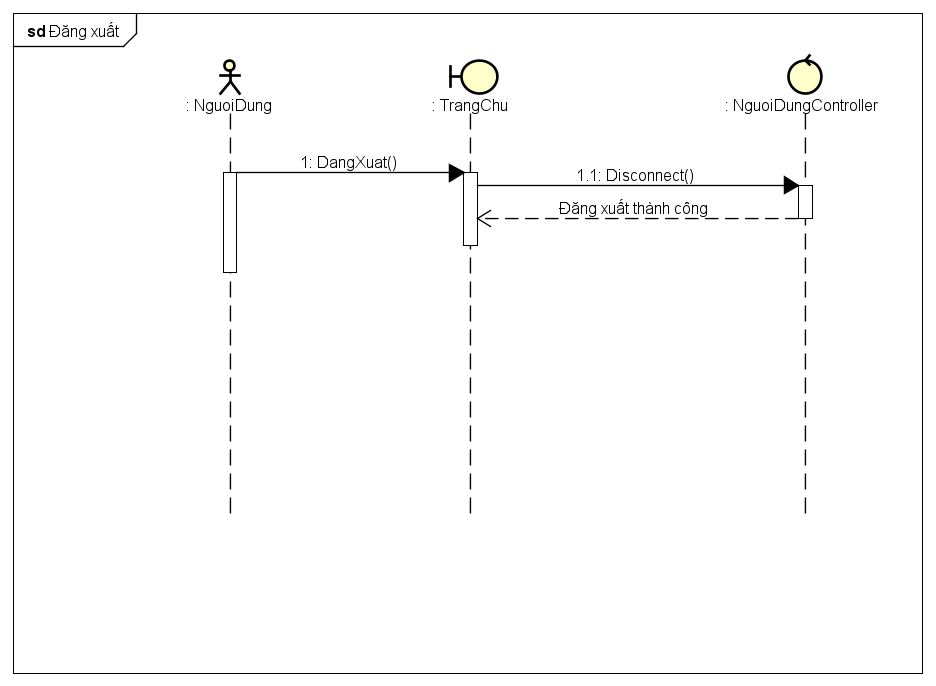 sd Đăng xuất
: NguoiDung
: TrangChu
: NguoiDungController
1: DangXuat()
1.1: Disconnect()
Đăng xuất thành công